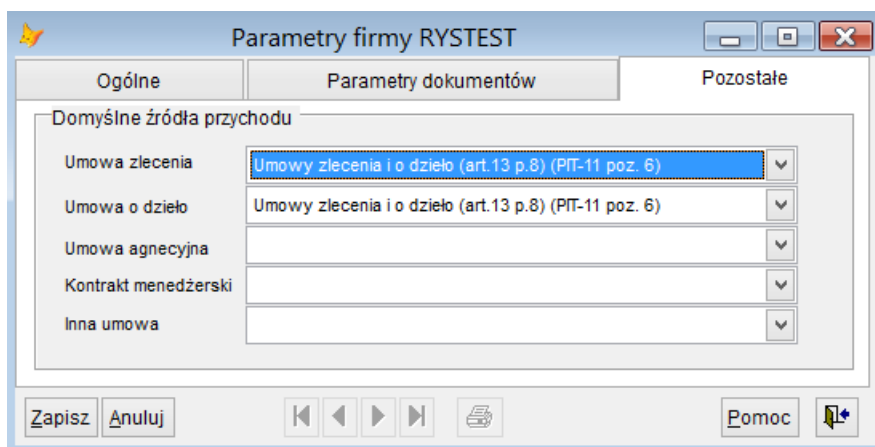 Parametry firmy RYSTEST
Ogólne Parametry dokumentów Pozostałe
Domyślne źródła przychodu
Umowa zlecenia Umowy zlecenia i o dzieło (art.13 p.8) (PIT-11 poz. 6)
Umowa o dzieło Umowy zlecenia i o dzieło (art.13 p.8) (PIT-11 poz. 6)
Umowa agnecyjna
Kontrakt menedżerski
Inna umowa
Zapisz Anuluj Pomoc